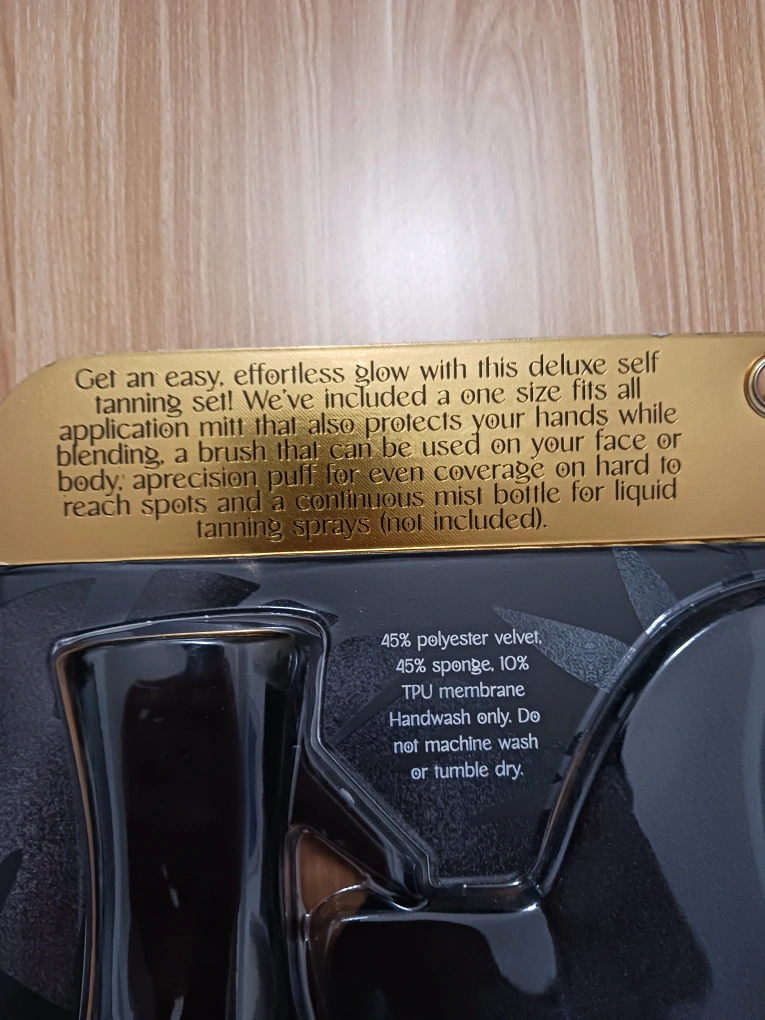 Get an easy, effortless glow with this deluxe self
tanning set! We've included a one size fits all
application mitt that also protects your hands while
blending, a brush that can be used on your face or
body, aprecision puff for even coverage on hard to
reach spots and a continuous mist bottle for liquid
tanning sprays (not included).
45% polyester velvet,
45% sponge, 10%
TPU membrane
Handwash only. Do
not machine wash
or tumble dry.